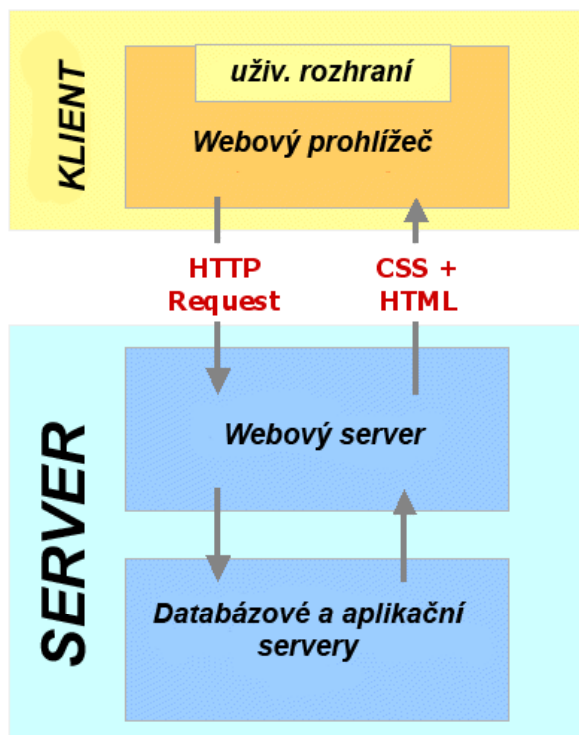 KLIENT
uživ. rozhraní
Webový prohlížeč
HTTP
Request
CSS +
HTML
SERVER
Webový server
Databázové a aplikační
servery